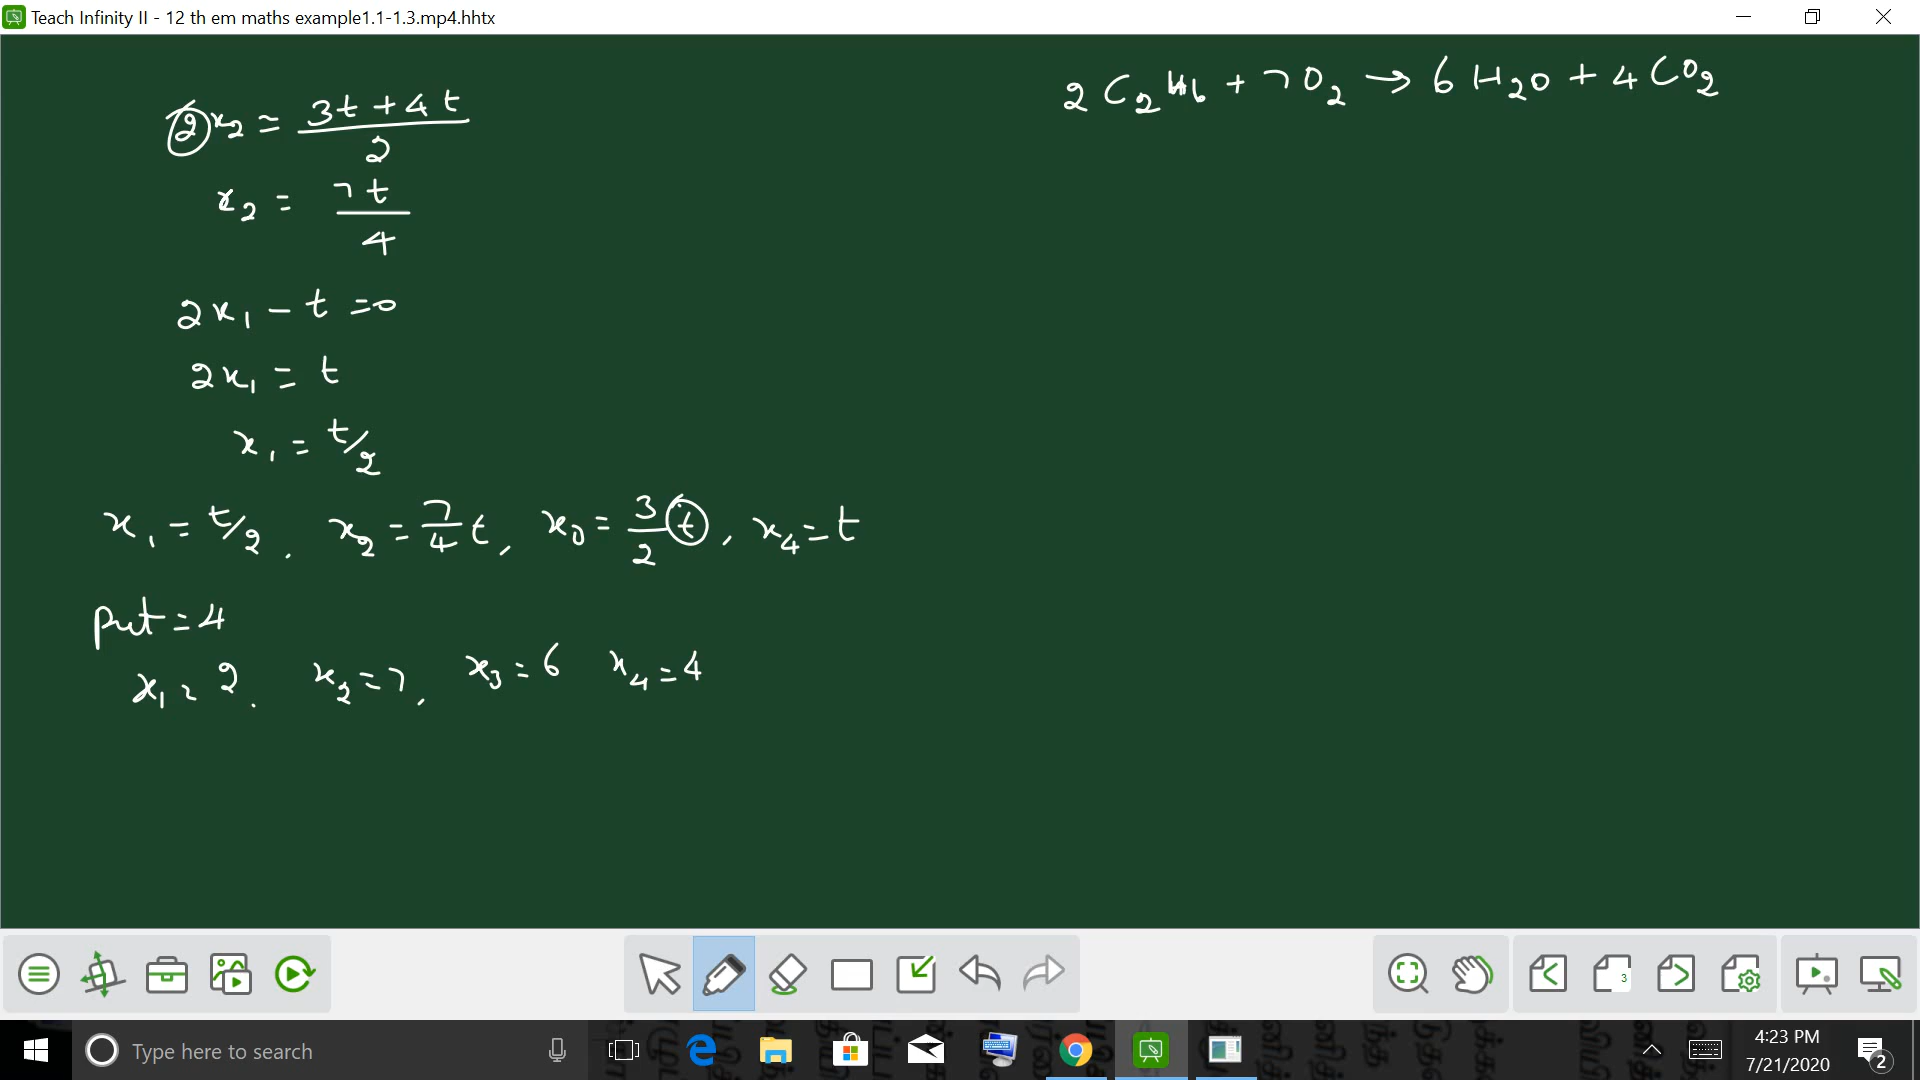 Teach Infinity II - 12 th em maths example1.1-1.3.mp4.hhtx
2x₂ = 3t + 4t / 2
x₂ = 7t / 4
2x₁ - t = 0
2x₁ = t
x₁ = t/2
x₁ = t/2 . x₂ = 7/4 t, x₃ = 3/2 t, x₄ = t
Put = 4
x₁ = 2 . x₂ = 7, x₃ = 6 x₄ = 4
2 C₂H₆ + 7O₂ → 6 H₂O + 4 CO₂
3
Type here to search
4:23 PM
7/21/2020
2